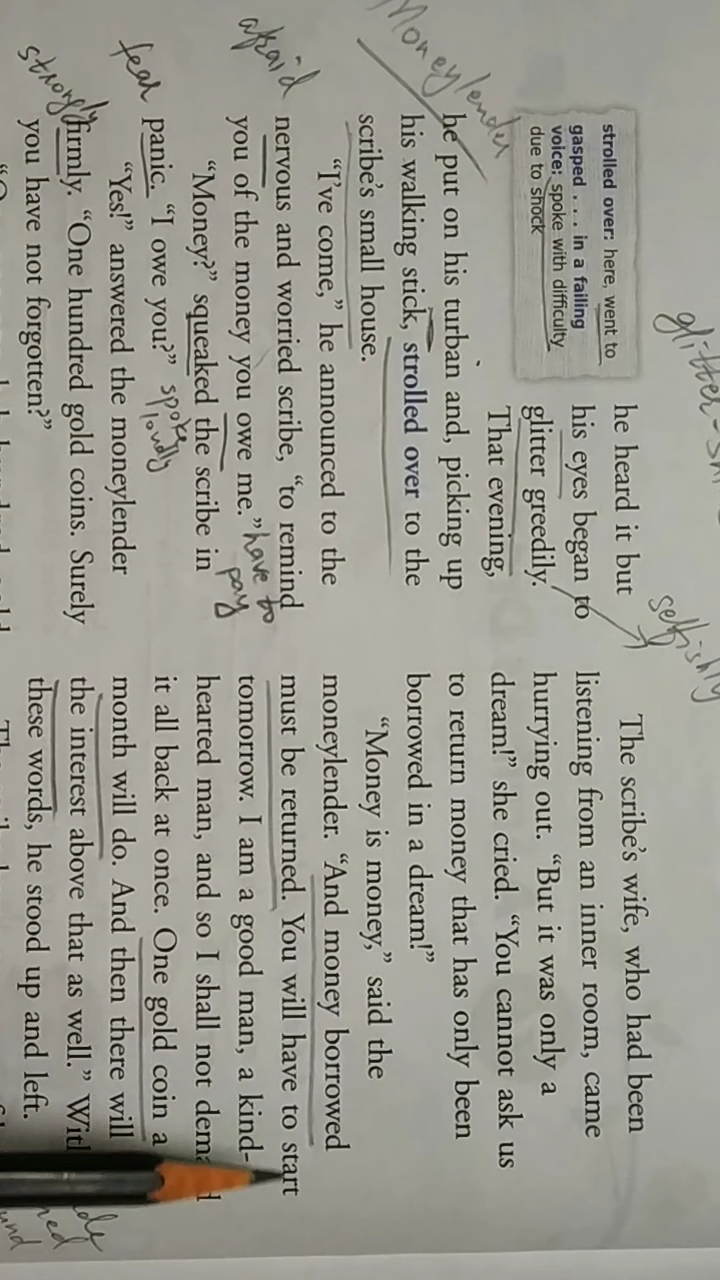 glitter-
selfishly
Moneylender
strolled over: here, went to
gasped . . . in a failing
voice: spoke with difficulty
due to shock
he heard it but
his eyes began to
glitter greedily.
That evening,
he put on his turban and, picking up
his walking stick, strolled over to the
scribe's small house.
"I've come," he announced to the
afraid
nervous and worried scribe, "to remind
you of the money you owe me." have to pay
"Money?" squeaked the scribe in
fear
panic. "I owe you?" spoke loudly
"Yes!" answered the moneylender
strongly
firmly. "One hundred gold coins. Surely
you have not forgotten?"
The scribe's wife, who had been
listening from an inner room, came
hurrying out. "But it was only a
dream!" she cried. "You cannot ask us
to return money that has only been
borrowed in a dream!"
"Money is money," said the
moneylender. "And money borrowed
must be returned. You will have to start
tomorrow. I am a good man, a kind-
hearted man, and so I shall not
it all back at once. One gold coin a
month will do. And then there will
the interest above that as well."
these words, he stood up and left.